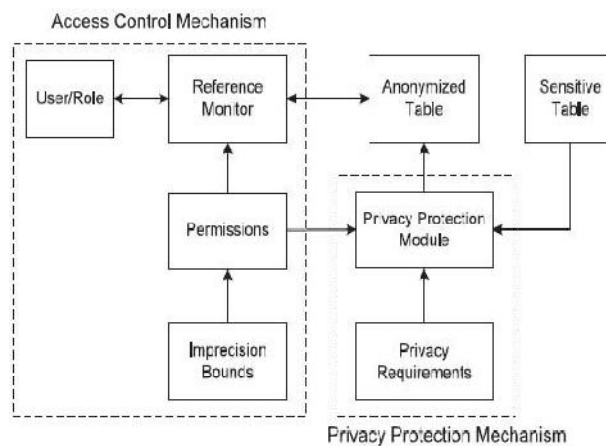 Access Control Mechanism
User/Role
Reference
Monitor
Anonymized
Table
Sensitive
Table
Permissions
Privacy Protection
Module
Imprecision
Bounds
Privacy
Requirements
Privacy Protection Mechanism